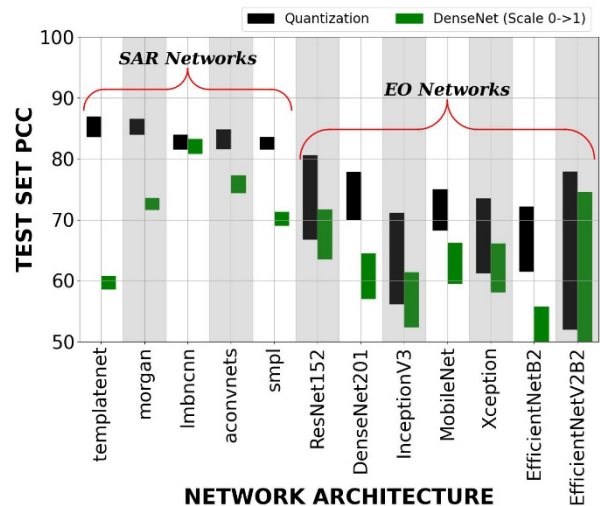 Quantization
DenseNet (Scale 0->1)
100
90
80
70
60
50
TEST SET PCC
SAR Networks
EO Networks
templatenet
morgan
lmbncnn
aconvnets
smpl
ResNet152
DenseNet201
InceptionV3
MobileNet
Xception
EfficientNetB2
EfficientNetV2B2
NETWORK ARCHITECTURE